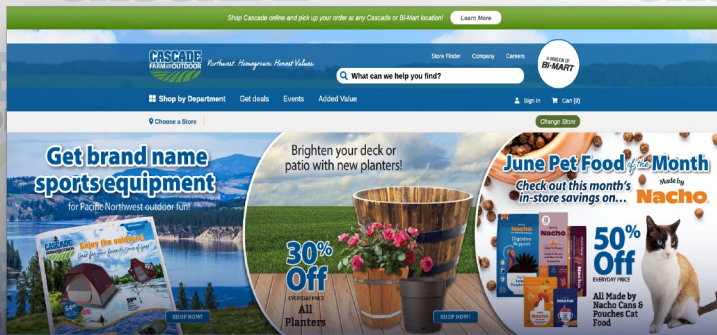 Shop Cascade online and pick up your order at any Cascade or Bi-Mart location!
Learn More
CASCADE
FARM AND OUTDOOR
Northwest. Homegrown. Honest Values.
Store Finder Company Careers
A DIVISION OF
BI-MART
What can we help you find?
Shop by Department Get deals Events Added Value
Sign In Cart (0)
Choose a Store
Change Store
Get brand name
sports equipment
for Pacific Northwest outdoor fun!
CASCADE
Enjoy the outdoors
SHOP NOW!
Brighten your deck or
patio with new planters!
30%
Off
EVERYDAY PRICE
All
Planters
SHOP NOW!
June Pet Food of the Month
Check out this month's
in-store savings on...
Made by
Nacho
Nacho
Digestive
Support
Nacho
50%
Off
EVERYDAY PRICE
All Made by
Nacho Cans &
Pouches Cat
Food